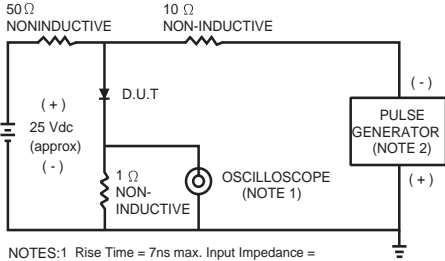 50 Ω
NONINDUCTIVE
10 Ω
NON-INDUCTIVE
D.U.T
( + )
25 Vdc
(approx)
( - )
1 Ω
NON-
INDUCTIVE
OSCILLOSCOPE
(NOTE 1)
( - )
PULSE
GENERATOR
(NOTE 2)
( + )
NOTES:1 Rise Time = 7ns max. Input Impedance =